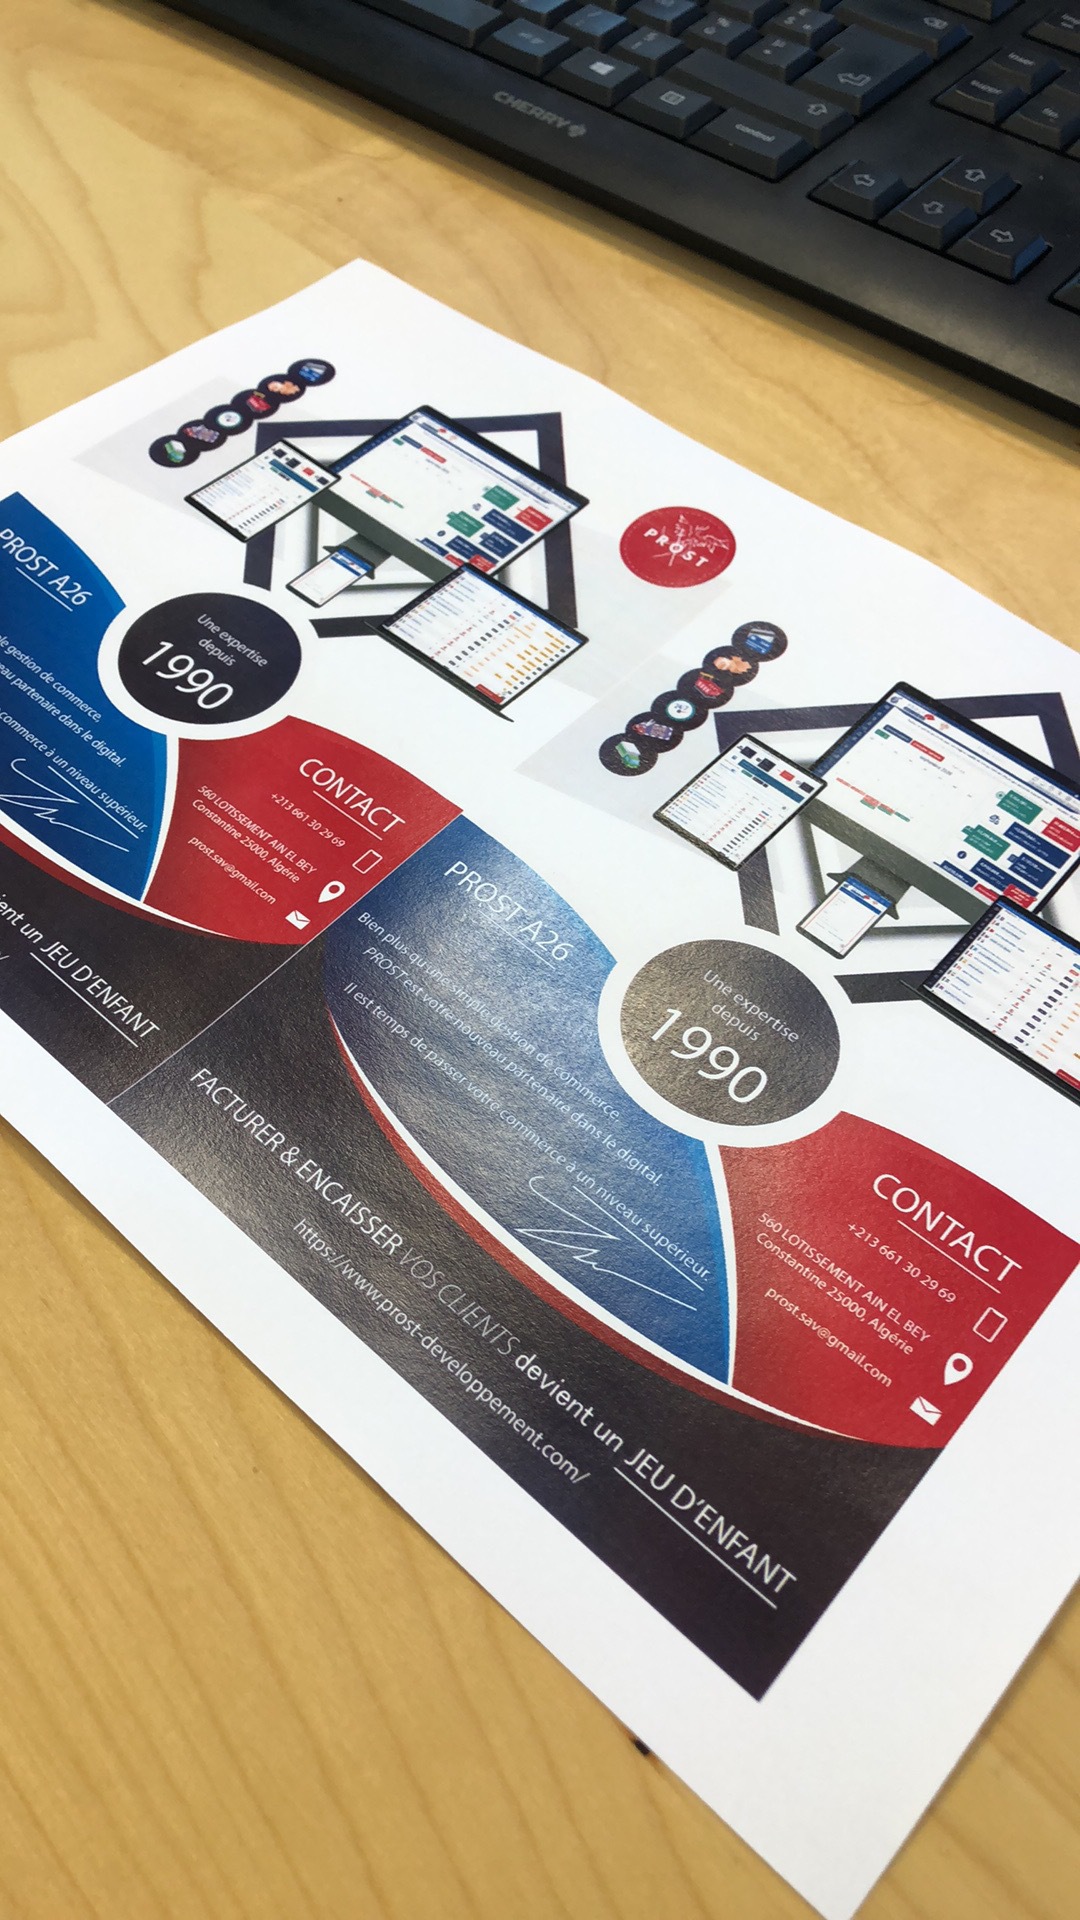 control
CHERRY
PROST
PROST A26
le gestion de commerce,
eau partenaire dans le digital.
commerce à un niveau supérieur.
Une expertise
depuis
1990
CONTACT
+213 661 30 29 69
560 LOTISSEMENT AIN EL BEY
Constantine 25000, Algérie
prost.sav@gmail.com
ient un JEU D'ENFANT
PROST A26
Bien plus qu'une simple gestion de commerce,
PROST est votre nouveau partenaire dans le digital.
Il est temps de passer votre commerce à un niveau supérieur.
Une expertise
depuis
1990
CONTACT
+213 661 30 29 69
560 LOTISSEMENT AIN EL BEY
Constantine 25000, Algérie
prost.sav@gmail.com
FACTURER & ENCAISSER VOS CLIENTS devient un JEU D'ENFANT
https://www.prost-developpement.com/